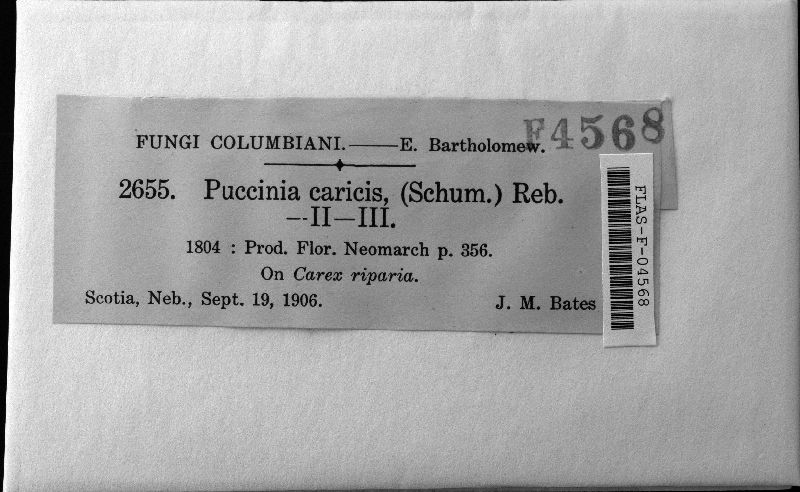 F4568
FUNGI COLUMBIANI.——E. Bartholomew.
2655. Puccinia caricis, (Schum.) Reb.
—II—III.
1804 : Prod. Flor. Neomarch p. 356.
On Carex riparia.
Scotia, Neb., Sept. 19, 1906. J. M. Bates
FLAS-F-04568